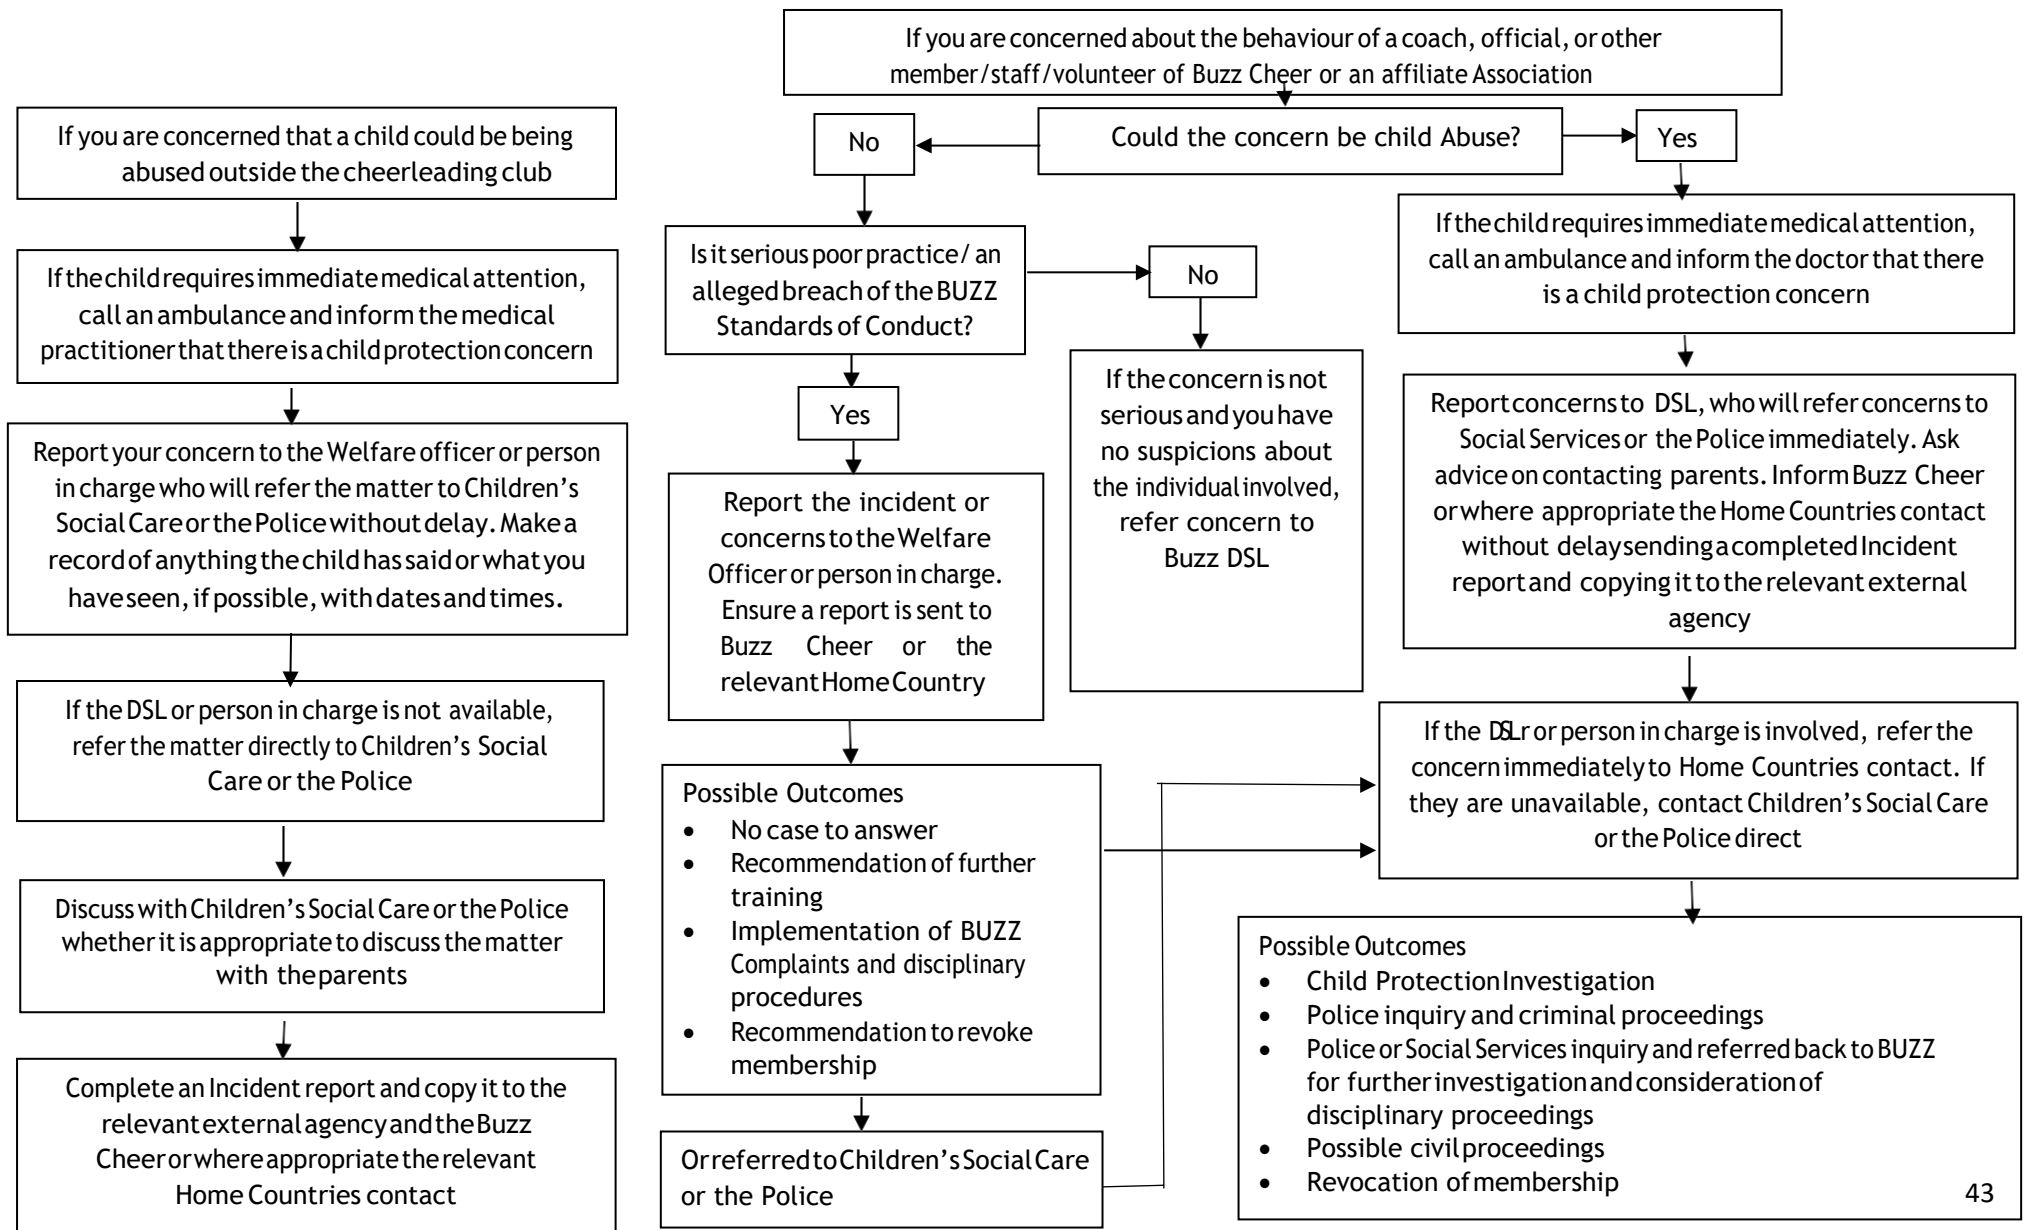 If you are concerned that a child could be being
abused outside the cheerleading club
If the child requires immediate medical attention,
call an ambulance and inform the medical
practitioner that there is a child protection concern
Report your concern to the Welfare officer or person
in charge who will refer the matter to Children's
Social Care or the Police without delay. Make a
record of anything the child has said or what you
have seen, if possible, with dates and times.
If the DSL or person in charge is not available,
refer the matter directly to Children's Social
Care or the Police
Discuss with Children's Social Care or the Police
whether it is appropriate to discuss the matter
with the parents
Complete an Incident report and copy it to the
relevant external agency and the Buzz
Cheer or where appropriate the relevant
Home Countries contact
If you are concerned about the behaviour of a coach, official, or other
member/staff/volunteer of Buzz Cheer or an affiliate Association
Could the concern be child Abuse?
No
Yes
Is it serious poor practice / an
alleged breach of the BUZZ
Standards of Conduct?
No
If the concern is not
serious and you have
no suspicions about
the individual involved,
refer concern to
Buzz DSL
Yes
Report the incident or
concerns to the Welfare
Officer or person in charge.
Ensure a report is sent to
Buzz Cheer or the
relevant Home Country
Possible Outcomes
• No case to answer
• Recommendation of further
training
• Implementation of BUZZ
Complaints and disciplinary
procedures
• Recommendation to revoke
membership
Or referred to Children's Social Care
or the Police
If the child requires immediate medical attention,
call an ambulance and inform the doctor that there
is a child protection concern
Report concerns to DSL, who will refer concerns to
Social Services or the Police immediately. Ask
advice on contacting parents. Inform Buzz Cheer
or where appropriate the Home Countries contact
without delay sending a completed Incident
report and copying it to the relevant external
agency
If the DSLr or person in charge is involved, refer the
concern immediately to Home Countries contact. If
they are unavailable, contact Children's Social Care
or the Police direct
Possible Outcomes
• Child Protection Investigation
• Police inquiry and criminal proceedings
• Police or Social Services inquiry and referred back to BUZZ
for further investigation and consideration of
disciplinary proceedings
• Possible civil proceedings
• Revocation of membership
43